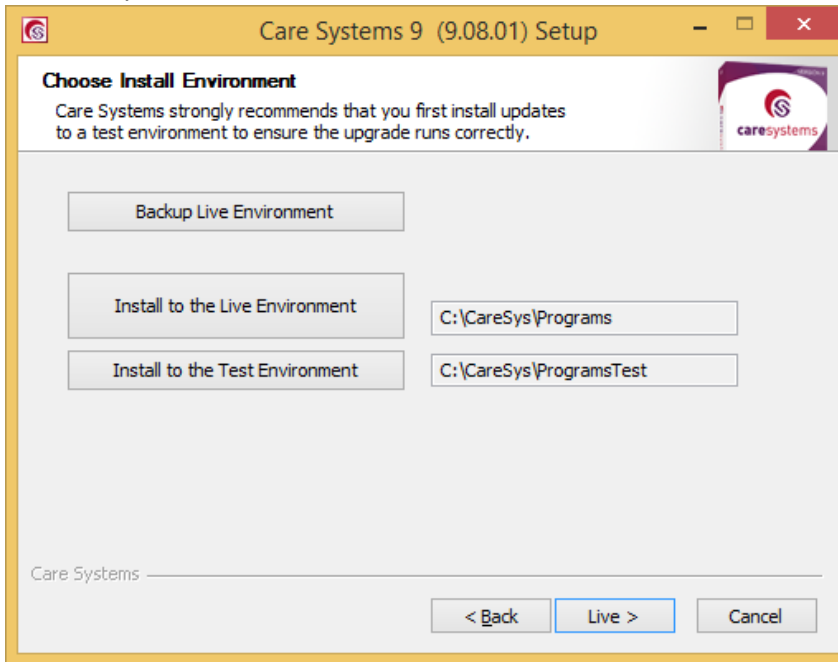 Care Systems 9 (9.08.01) Setup
Choose Install Environment
Care Systems strongly recommends that you first install updates
to a test environment to ensure the upgrade runs correctly.
caresystems
Backup Live Environment
Install to the Live Environment
C:\CareSys\Programs
Install to the Test Environment
C:\CareSys\ProgramsTest
Care Systems
< Back
Live >
Cancel